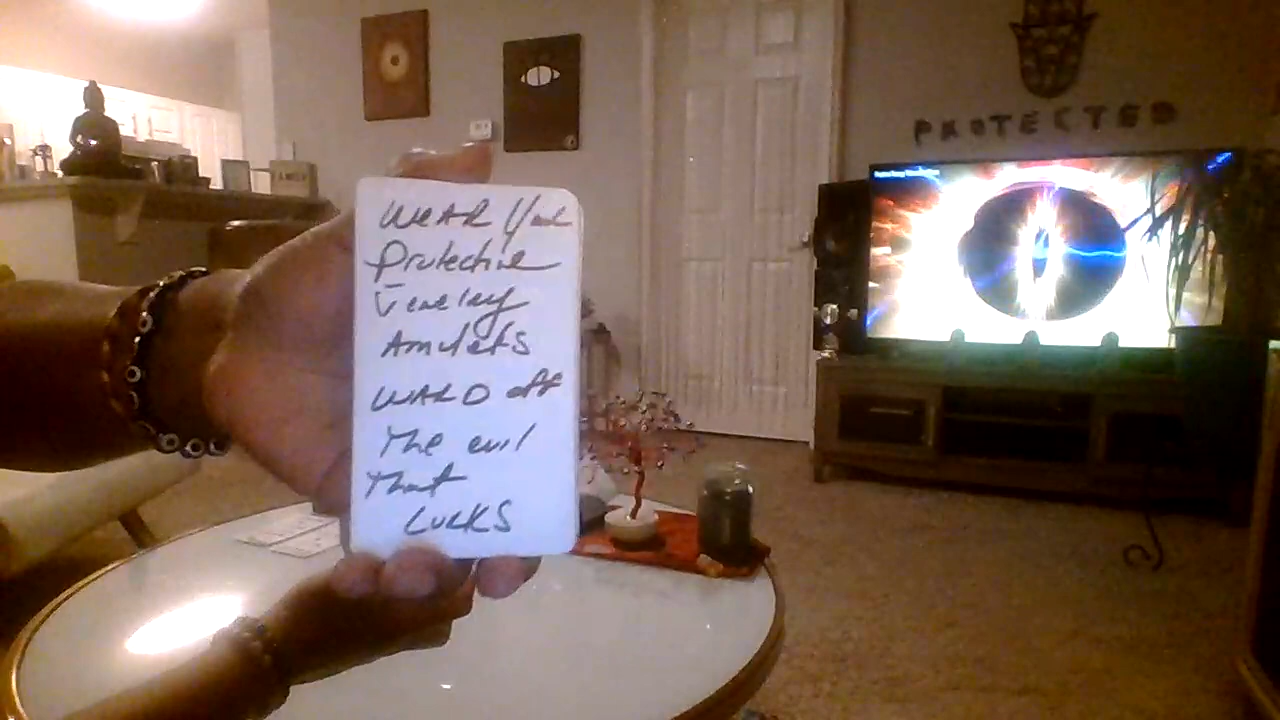 WEAR Your
Protective
Jewelry
Amulets
WARD off
The evil
That
LURKS
PROTECTED